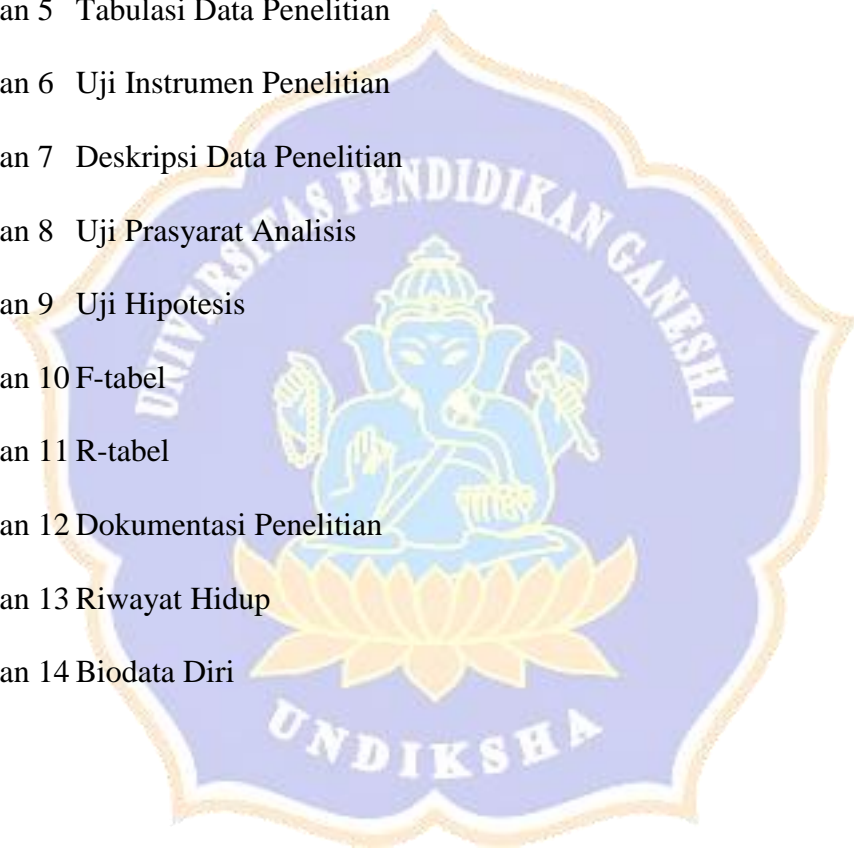 an 5 Tabulasi Data Penelitian
an 6 Uji Instrumen Penelitian
an 7 Deskripsi Data Penelitian
an 8 Uji Prasyarat Analisis
an 9 Uji Hipotesis
an 10 F-tabel
an 11 R-tabel
an 12 Dokumentasi Penelitian
an 13 Riwayat Hidup
an 14 Biodata Diri
UNIVERSITAS PENDIDIKAN GANESHA
UNDIKSHA